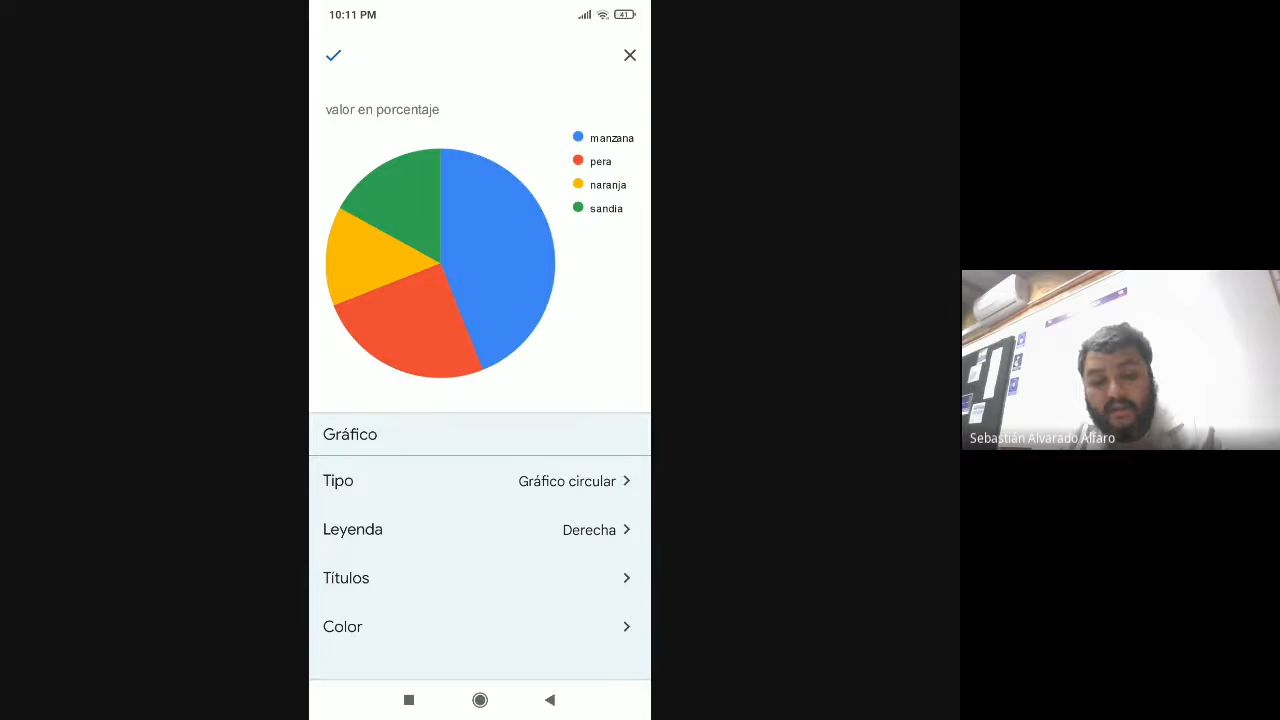 10:11 PM
41
valor en porcentaje
manzana
pera
naranja
sandia
Gráfico
Tipo
Gráfico circular
Leyenda
Derecha
Títulos
Color
Sebastián Alvarado Alfaro